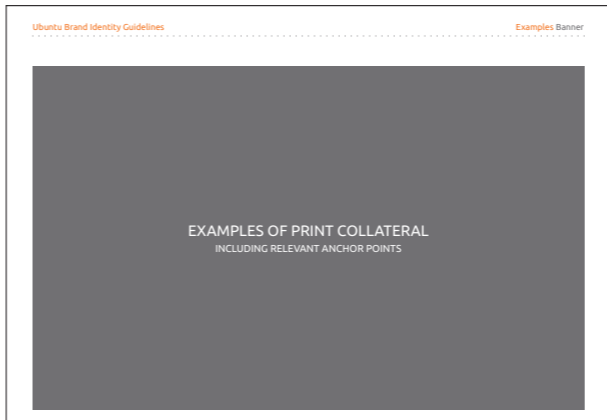 Ubuntu Brand Identity Guidelines
Examples Banner
EXAMPLES OF PRINT COLLATERAL
INCLUDING RELEVANT ANCHOR POINTS